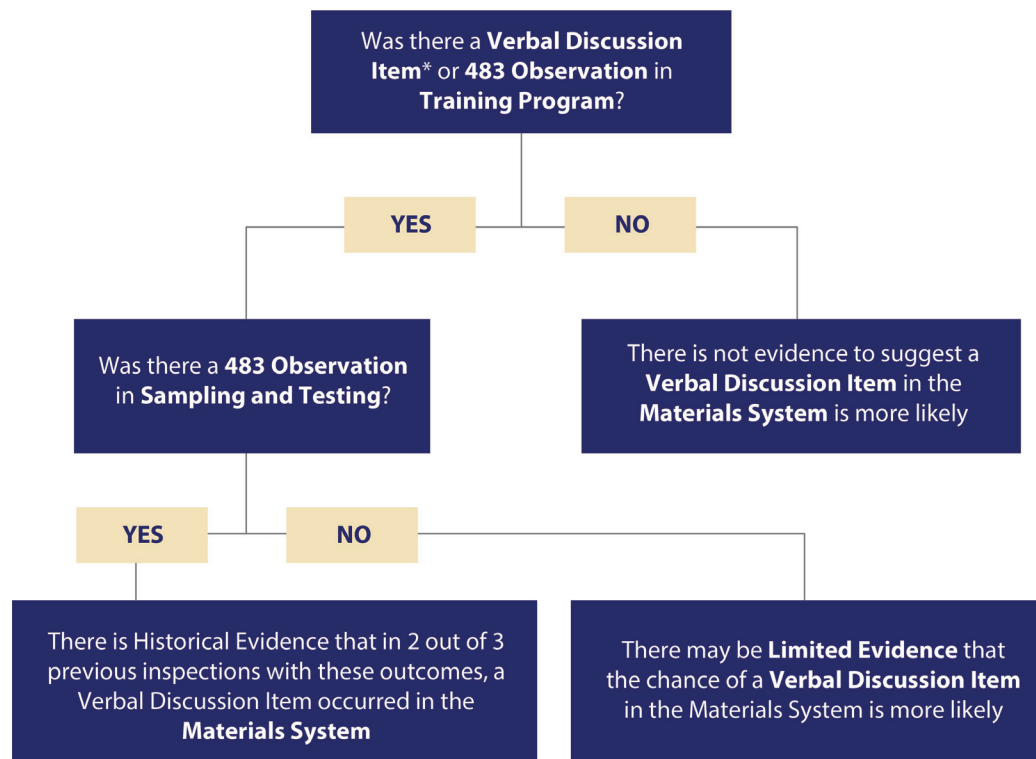 Was there a Verbal Discussion
Item* or 483 Observation in
Training Program?
YES
NO
Was there a 483 Observation
in Sampling and Testing?
There is not evidence to suggest a
Verbal Discussion Item in the
Materials System is more likely
YES
NO
There is Historical Evidence that in 2 out of 3
previous inspections with these outcomes, a
Verbal Discussion Item occurred in the
Materials System
There may be Limited Evidence that
the chance of a Verbal Discussion Item
in the Materials System is more likely